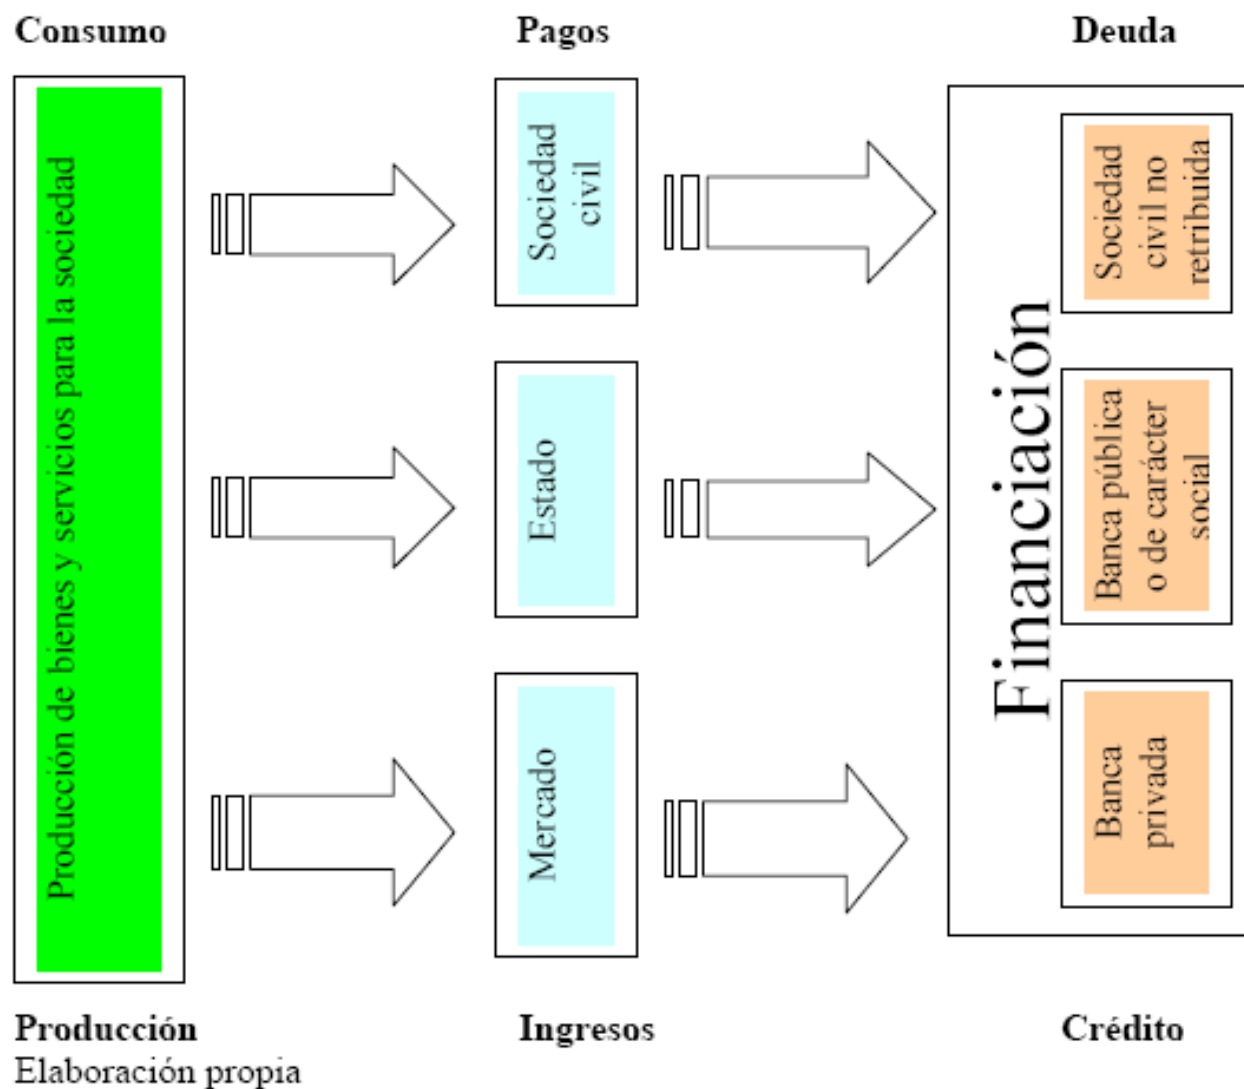 Consumo
Pagos
Deuda
Producción de bienes y servicios para la sociedad
Sociedad
civil
Estado
Mercado
Financiación
Sociedad
civil no
retribuida
Banca pública
o de carácter
social
Banca
privada
Producción
Ingresos
Crédito
Elaboración propia